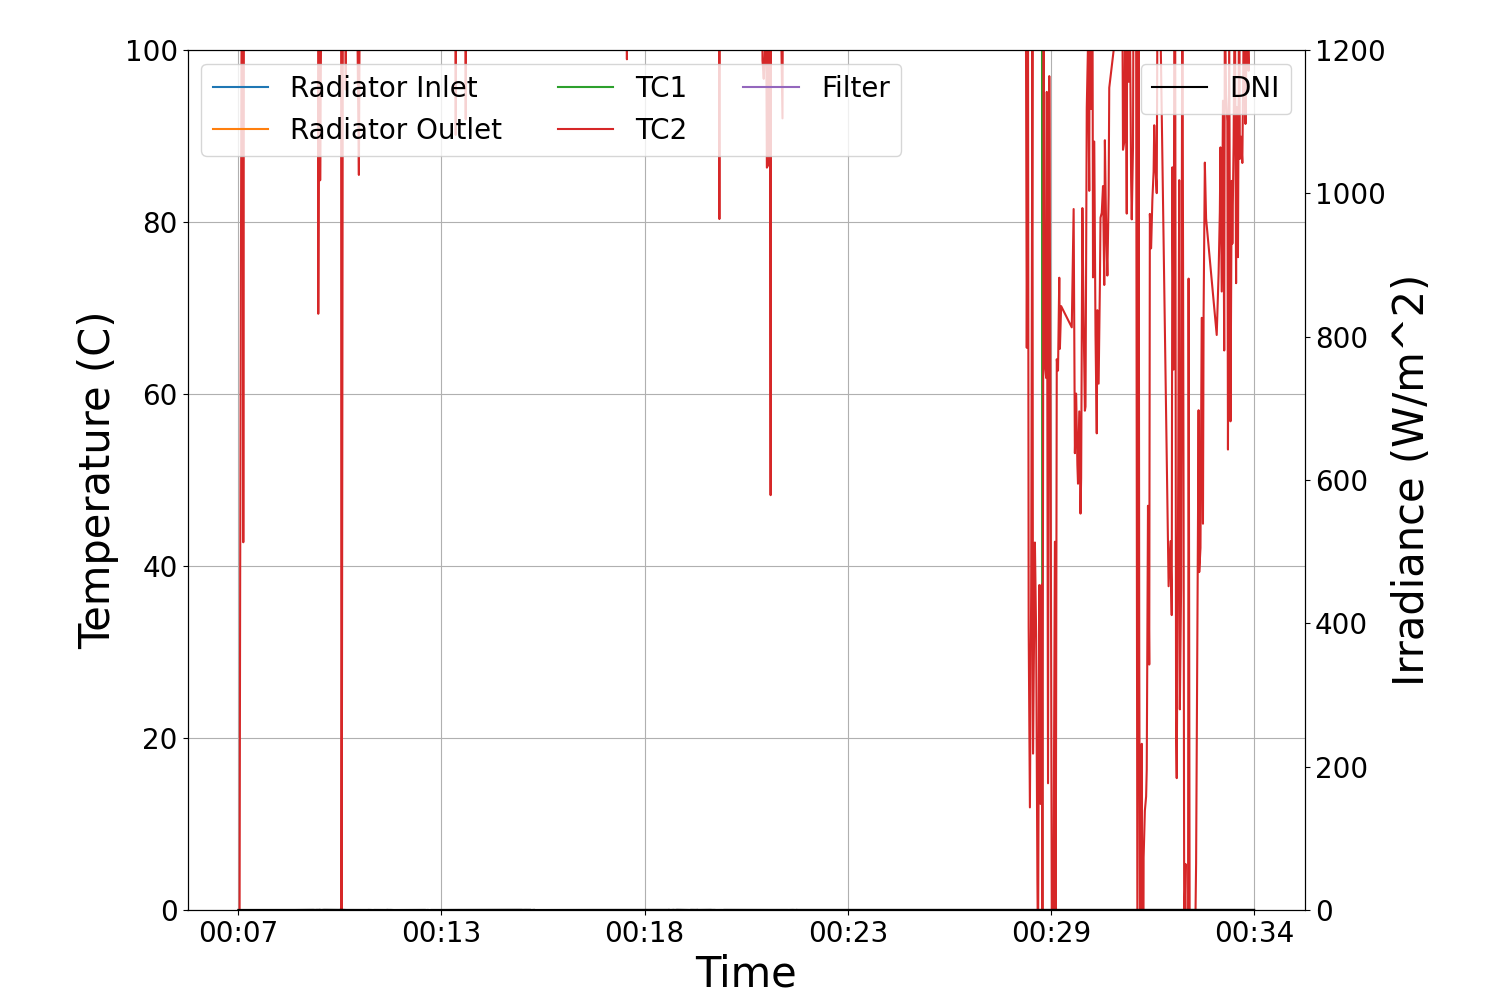 100
80
60
40
20
0
Temperature (C)
Radiator Inlet
Radiator Outlet
TC1
TC2
Filter
DNI
1200
1000
800
600
400
200
0
Irradiance (W/m^2)
00:07 00:13 00:18 00:23 00:29 00:34
Time